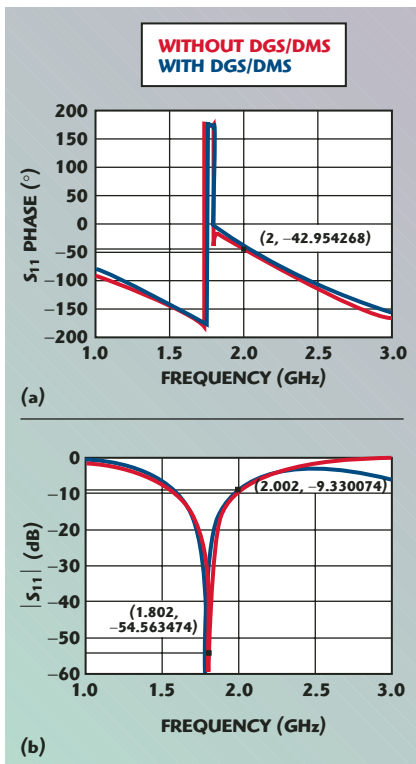 WITHOUT DGS/DMS
WITH DGS/DMS
200
150
100
50
0
−50
−100
−150
−200
S11 PHASE (°)
(2, −42.954268)
1.0 1.5 2.0 2.5 3.0
FREQUENCY (GHz)
(a)
0
−10
−20
−30
−40
−50
−60
|S11| (dB)
(2.002, −9.330074)
(1.802,
−54.563474)
1.0 1.5 2.0 2.5 3.0
FREQUENCY (GHz)
(b)